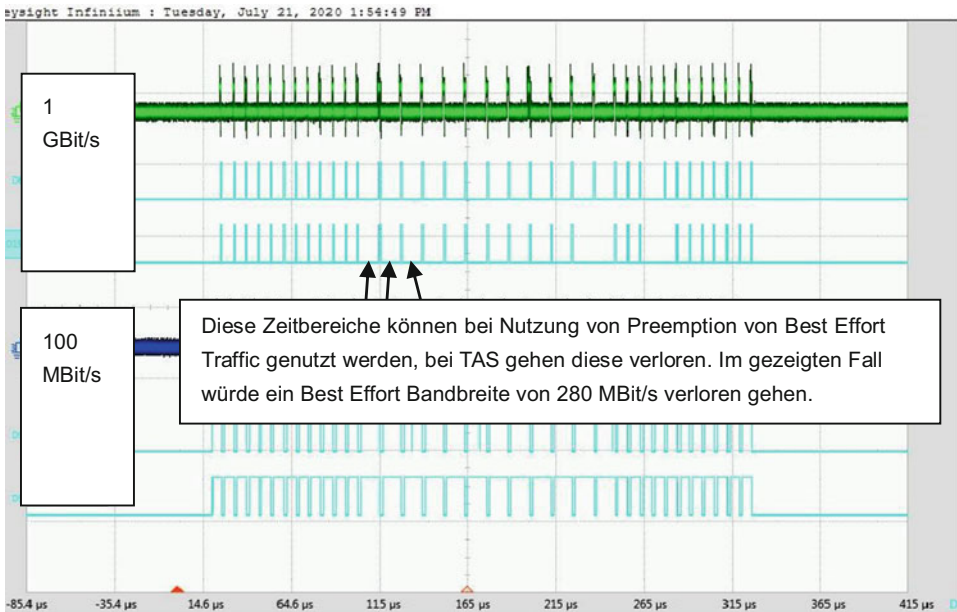 eysight Infiniium : Tuesday, July 21, 2020 1:54:49 PM
1
GBit/s
100
MBit/s
Diese Zeitbereiche können bei Nutzung von Preemption von Best Effort
Traffic genutzt werden, bei TAS gehen diese verloren. Im gezeigten Fall
würde ein Best Effort Bandbreite von 280 MBit/s verloren gehen.
-85.4 µs -35.4 µs 14.6 µs 64.6 µs 115 µs 165 µs 215 µs 265 µs 315 µs 365 µs 415 µs